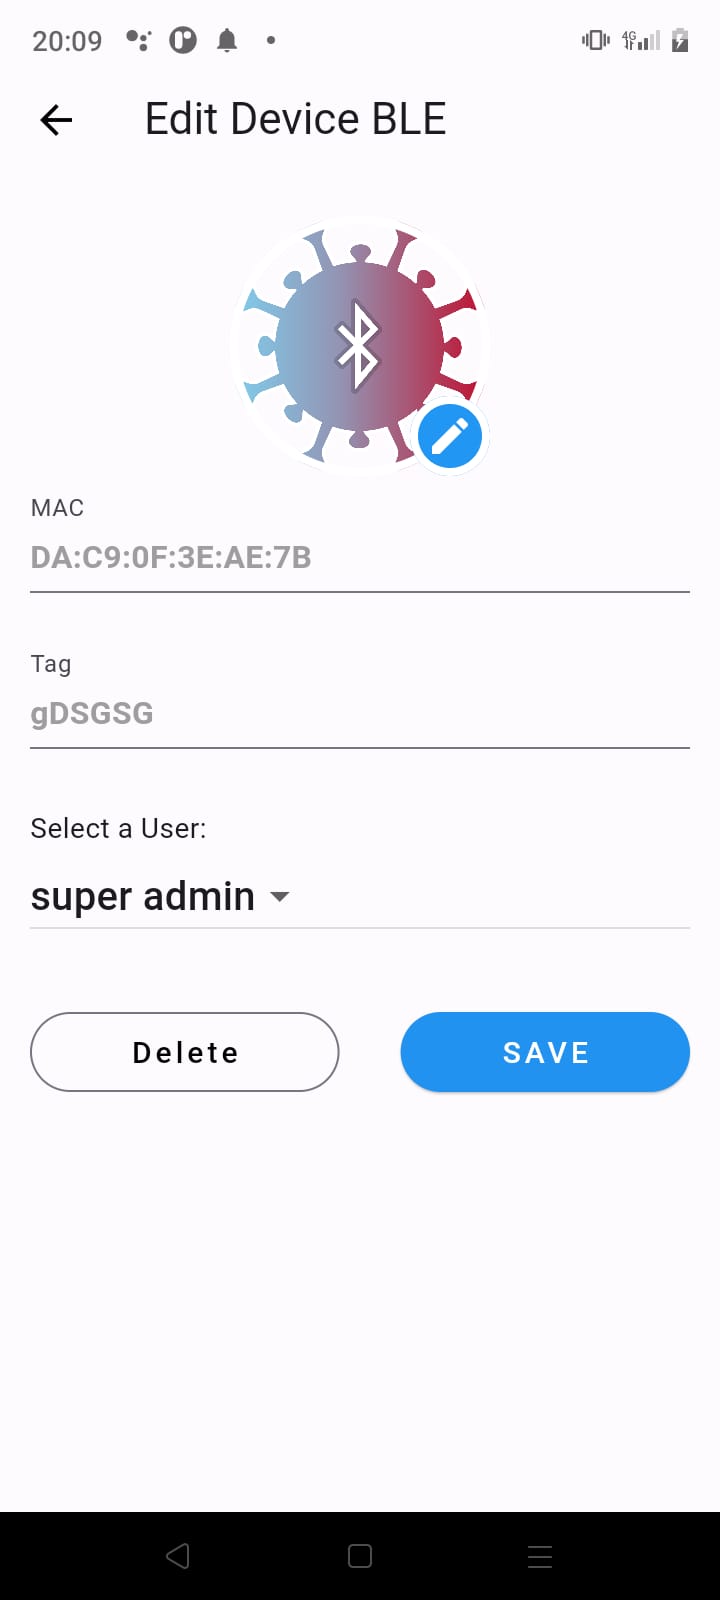 20:09
4G
Edit Device BLE
MAC
DA:C9:0F:3E:AE:7B
Tag
gDSGSG
Select a User:
super admin
Delete
SAVE